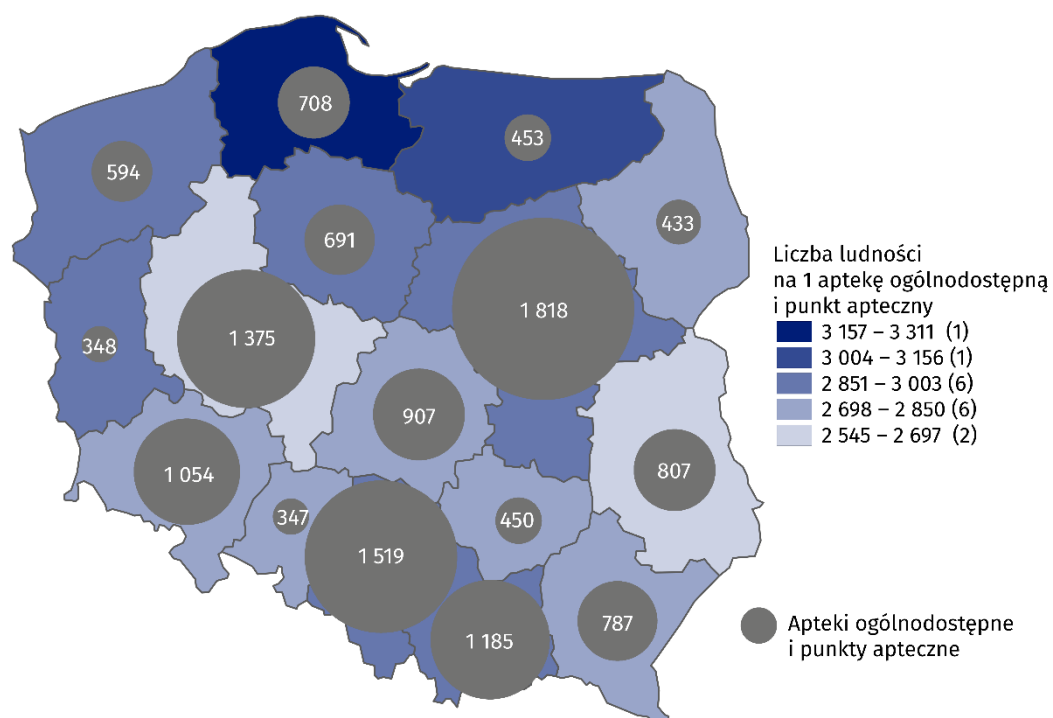 708
453
594
433
691
1 818
1 375
348
907
1 054
807
347
450
1 519
787
1 185
Liczba ludności
na 1 aptekę ogólnodostępną
i punkt apteczny
3 157 – 3 311 (1)
3 004 – 3 156 (1)
2 851 – 3 003 (6)
2 698 – 2 850 (6)
2 545 – 2 697 (2)
Apteki ogólnodostępne
i punkty apteczne